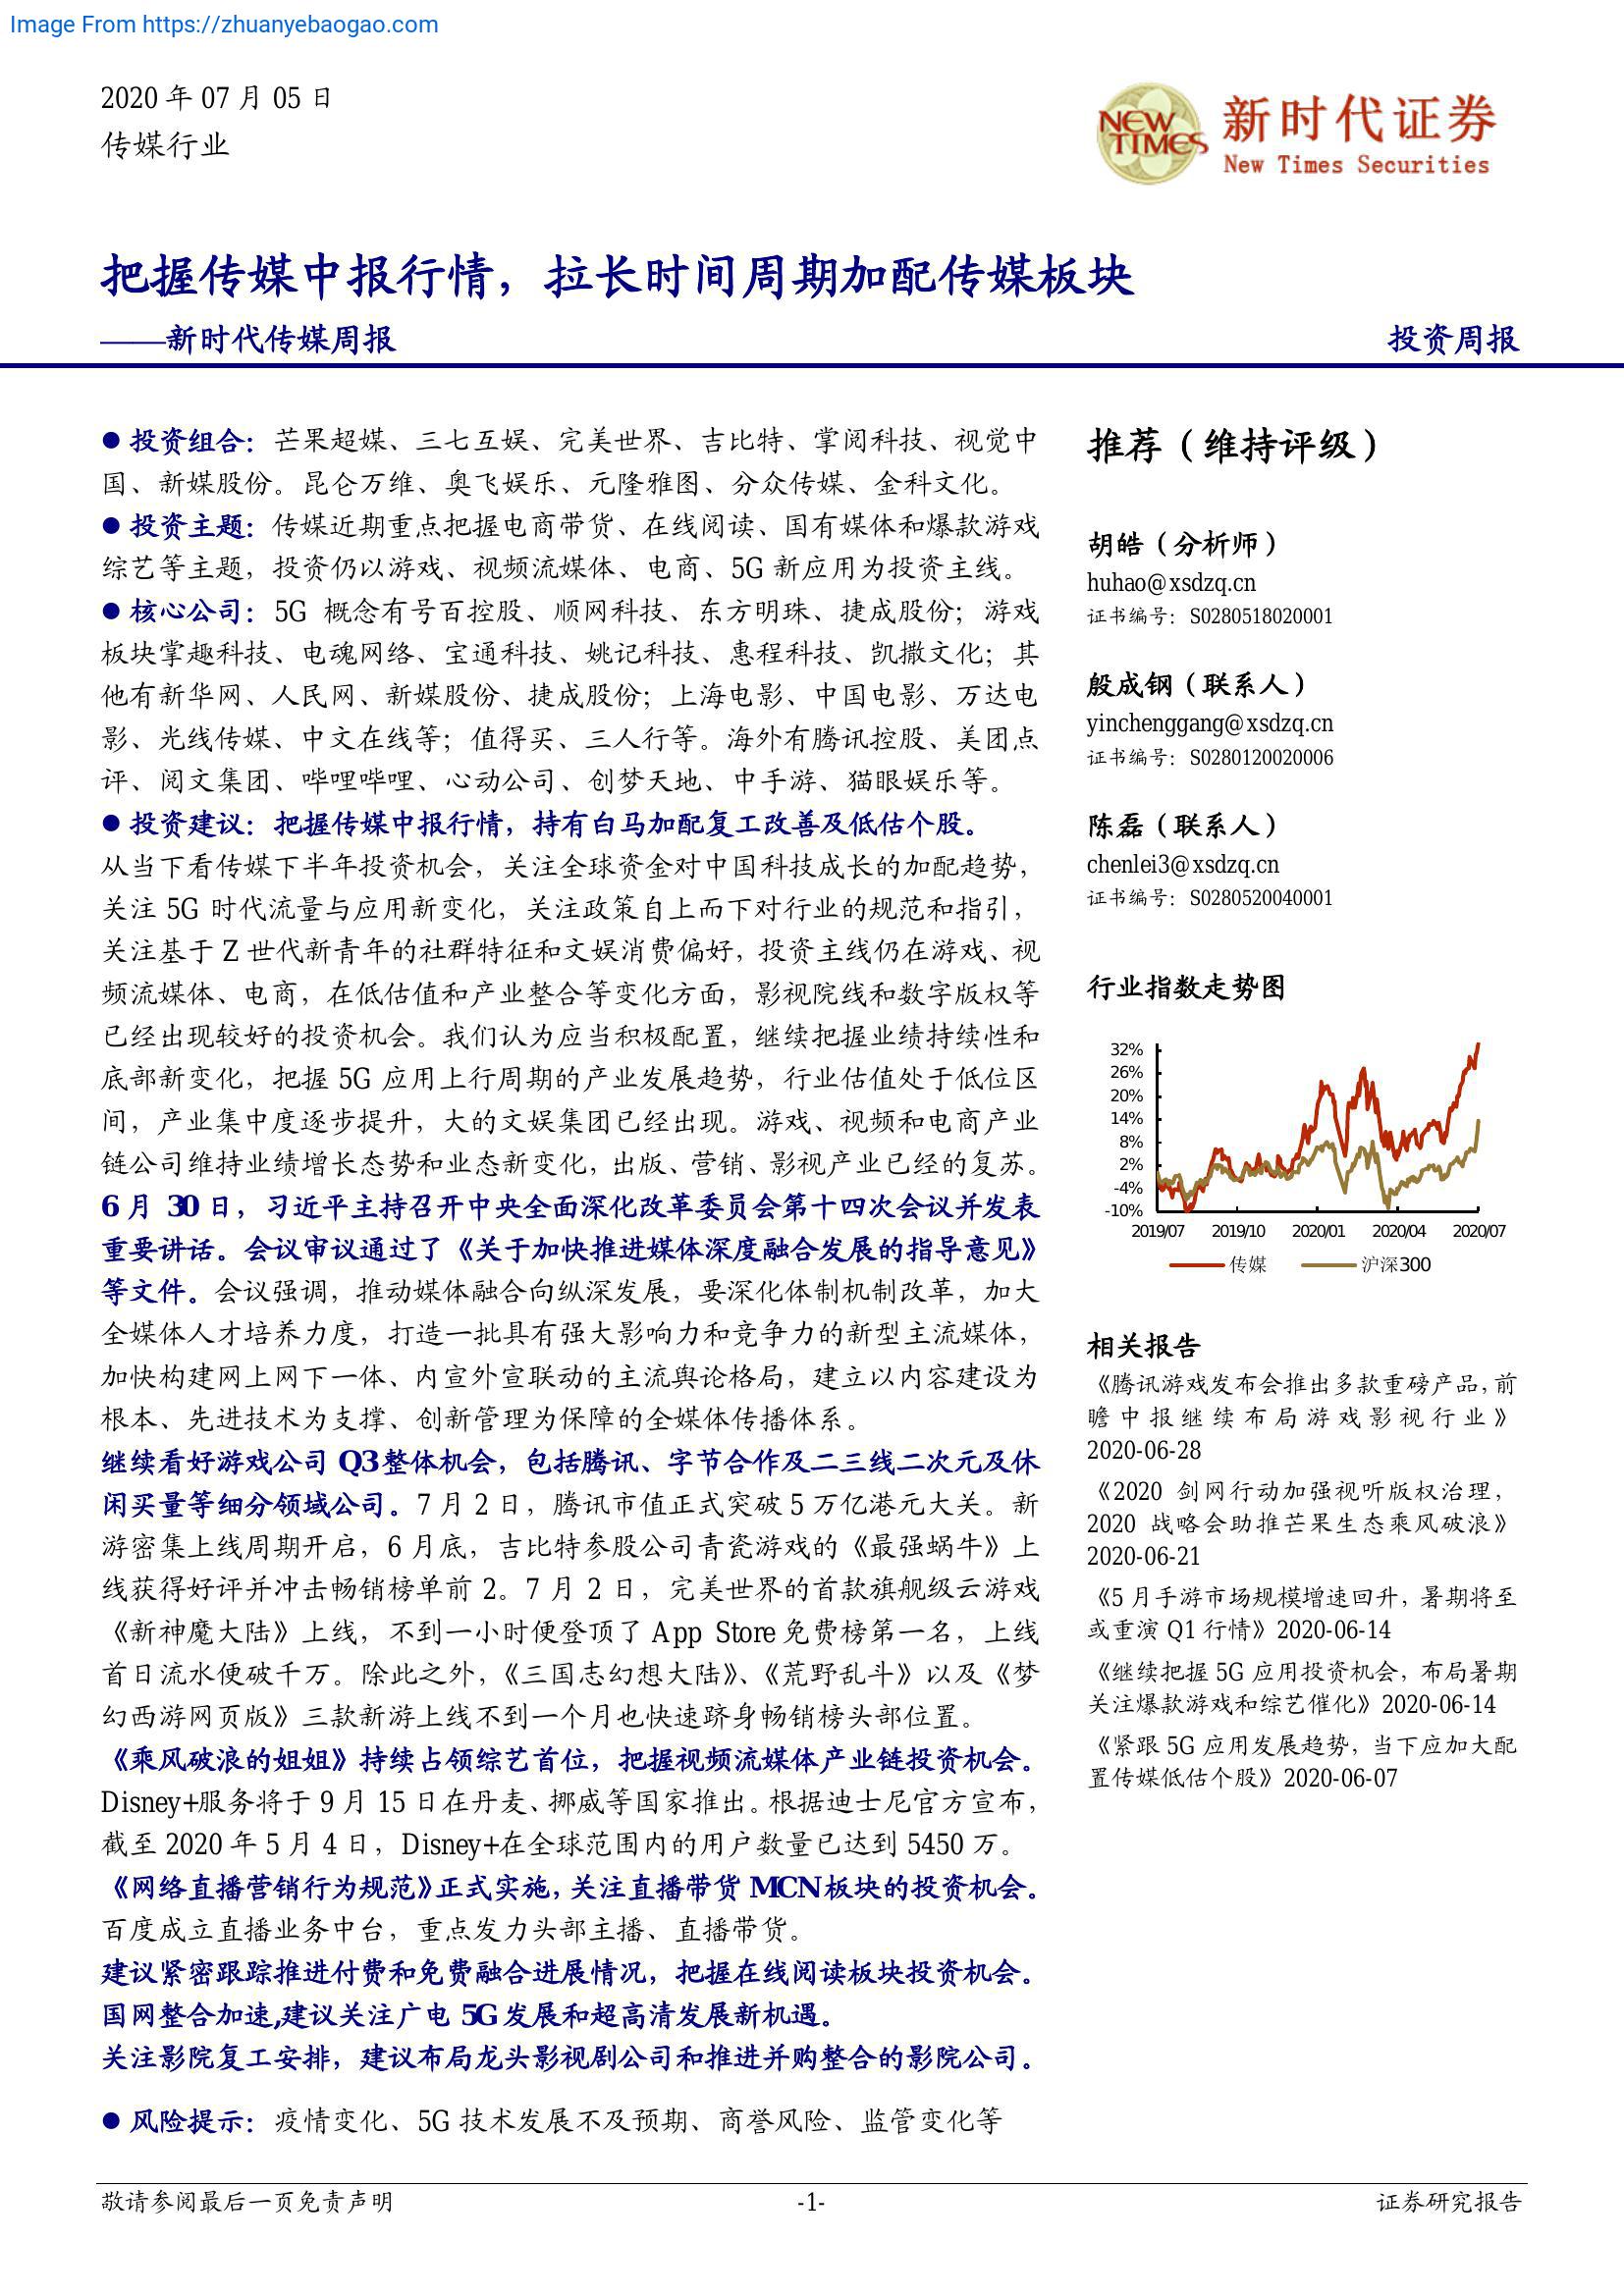 Image From https://zhuanyebaogao.com
2020 年 07 月 05 日
传媒行业
NEW TIMES
新时代证券
New Times Securities
把握传媒中报行情，拉长时间周期加配传媒板块
——新时代传媒周报
投资周报
● 投资组合：芒果超媒、三七互娱、完美世界、吉比特、掌阅科技、视觉中
国、新媒股份。昆仑万维、奥飞娱乐、元隆雅图、分众传媒、金科文化。
● 投资主题：传媒近期重点把握电商带货、在线阅读、国有媒体和爆款游戏
综艺等主题，投资仍以游戏、视频流媒体、电商、5G 新应用为投资主线。
● 核心公司：5G 概念有号百控股、顺网科技、东方明珠、捷成股份；游戏
板块掌趣科技、电魂网络、宝通科技、姚记科技、惠程科技、凯撒文化；其
他有新华网、人民网、新媒股份、捷成股份；上海电影、中国电影、万达电
影、光线传媒、中文在线等；值得买、三人行等。海外有腾讯控股、美团点
评、阅文集团、哔哩哔哩、心动公司、创梦天地、中手游、猫眼娱乐等。
● 投资建议：把握传媒中报行情，持有白马加配复工改善及低估个股。
从当下看传媒下半年投资机会，关注全球资金对中国科技成长的加配趋势，
关注 5G 时代流量与应用新变化，关注政策自上而下对行业的规范和指引，
关注基于 Z 世代新青年的社群特征和文娱消费偏好，投资主线仍在游戏、视
频流媒体、电商，在低估值和产业整合等变化方面，影视院线和数字版权等
已经出现较好的投资机会。我们认为应当积极配置，继续把握业绩持续性和
底部新变化，把握 5G 应用上行周期的产业发展趋势，行业估值处于低位区
间，产业集中度逐步提升，大的文娱集团已经出现。游戏、视频和电商产业
链公司维持业绩增长态势和业态新变化，出版、营销、影视产业已经的复苏。
6 月 30 日，习近平主持召开中央全面深化改革委员会第十四次会议并发表
重要讲话。会议审议通过了《关于加快推进媒体深度融合发展的指导意见》
等文件。会议强调，推动媒体融合向纵深发展，要深化体制机制改革，加大
全媒体人才培养力度，打造一批具有强大影响力和竞争力的新型主流媒体，
加快构建网上网下一体、内宣外宣联动的主流舆论格局，建立以内容建设为
根本、先进技术为支撑、创新管理为保障的全媒体传播体系。
继续看好游戏公司 Q3整体机会，包括腾讯、字节合作及二三线二次元及休
闲买量等细分领域公司。7 月 2 日，腾讯市值正式突破 5 万亿港元大关。新
游密集上线周期开启，6 月底，吉比特参股公司青瓷游戏的《最强蜗牛》上
线获得好评并冲击畅销榜单前 2。7 月 2 日，完美世界的首款旗舰级云游戏
《新神魔大陆》上线，不到一小时便登顶了 App Store 免费榜第一名，上线
首日流水便破千万。除此之外，《三国志幻想大陆》、《荒野乱斗》以及《梦
幻西游网页版》三款新游上线不到一个月也快速跻身畅销榜头部位置。
《乘风破浪的姐姐》持续占领综艺首位，把握视频流媒体产业链投资机会。
Disney+服务将于 9 月 15 日在丹麦、挪威等国家推出。根据迪士尼官方宣布，
截至 2020 年 5 月 4 日，Disney+在全球范围内的用户数量已达到 5450 万。
《网络直播营销行为规范》正式实施，关注直播带货 MCN板块的投资机会。
百度成立直播业务中台，重点发力头部主播、直播带货。
建议紧密跟踪推进付费和免费融合进展情况，把握在线阅读板块投资机会。
国网整合加速,建议关注广电 5G 发展和超高清发展新机遇。
关注影院复工安排，建议布局龙头影视剧公司和推进并购整合的影院公司。
● 风险提示：疫情变化、5G 技术发展不及预期、商誉风险、监管变化等
推荐（维持评级）
胡皓（分析师）
huhao@xsdzq.cn
证书编号：S0280518020001
殷成钢（联系人）
yinchenggang@xsdzq.cn
证书编号：S0280120020006
陈磊（联系人）
chenlei3@xsdzq.cn
证书编号：S0280520040001
行业指数走势图
32%
26%
20%
14%
8%
2%
-4%
-10%
2019/07 2019/10 2020/01 2020/04 2020/07
传媒 沪深300
相关报告
《腾讯游戏发布会推出多款重磅产品，前
瞻中报继续布局游戏影视行业》
2020-06-28
《2020 剑网行动加强视听版权治理，
2020 战略会助推芒果生态乘风破浪》
2020-06-21
《5 月手游市场规模增速回升，暑期将至
或重演 Q1 行情》2020-06-14
《继续把握 5G 应用投资机会，布局暑期
关注爆款游戏和综艺催化》2020-06-14
《紧跟 5G 应用发展趋势，当下应加大配
置传媒低估个股》2020-06-07
敬请参阅最后一页免责声明
-1-
证券研究报告